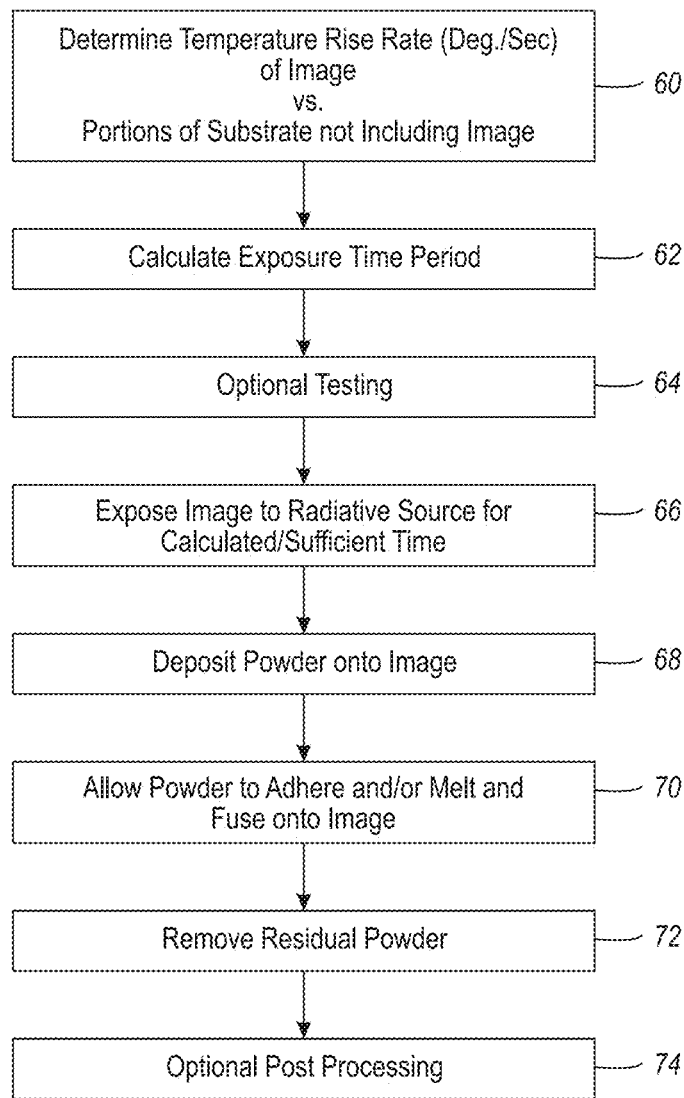 Determine Temperature Rise Rate (Deg./Sec)
of Image
vs.
Portions of Substrate not Including Image
60
Calculate Exposure Time Period
62
Optional Testing
64
Expose Image to Radiative Source for
Calculated/Sufficient Time
66
Deposit Powder onto Image
68
Allow Powder to Adhere and/or Melt and
Fuse onto Image
70
Remove Residual Powder
72
Optional Post Processing
74